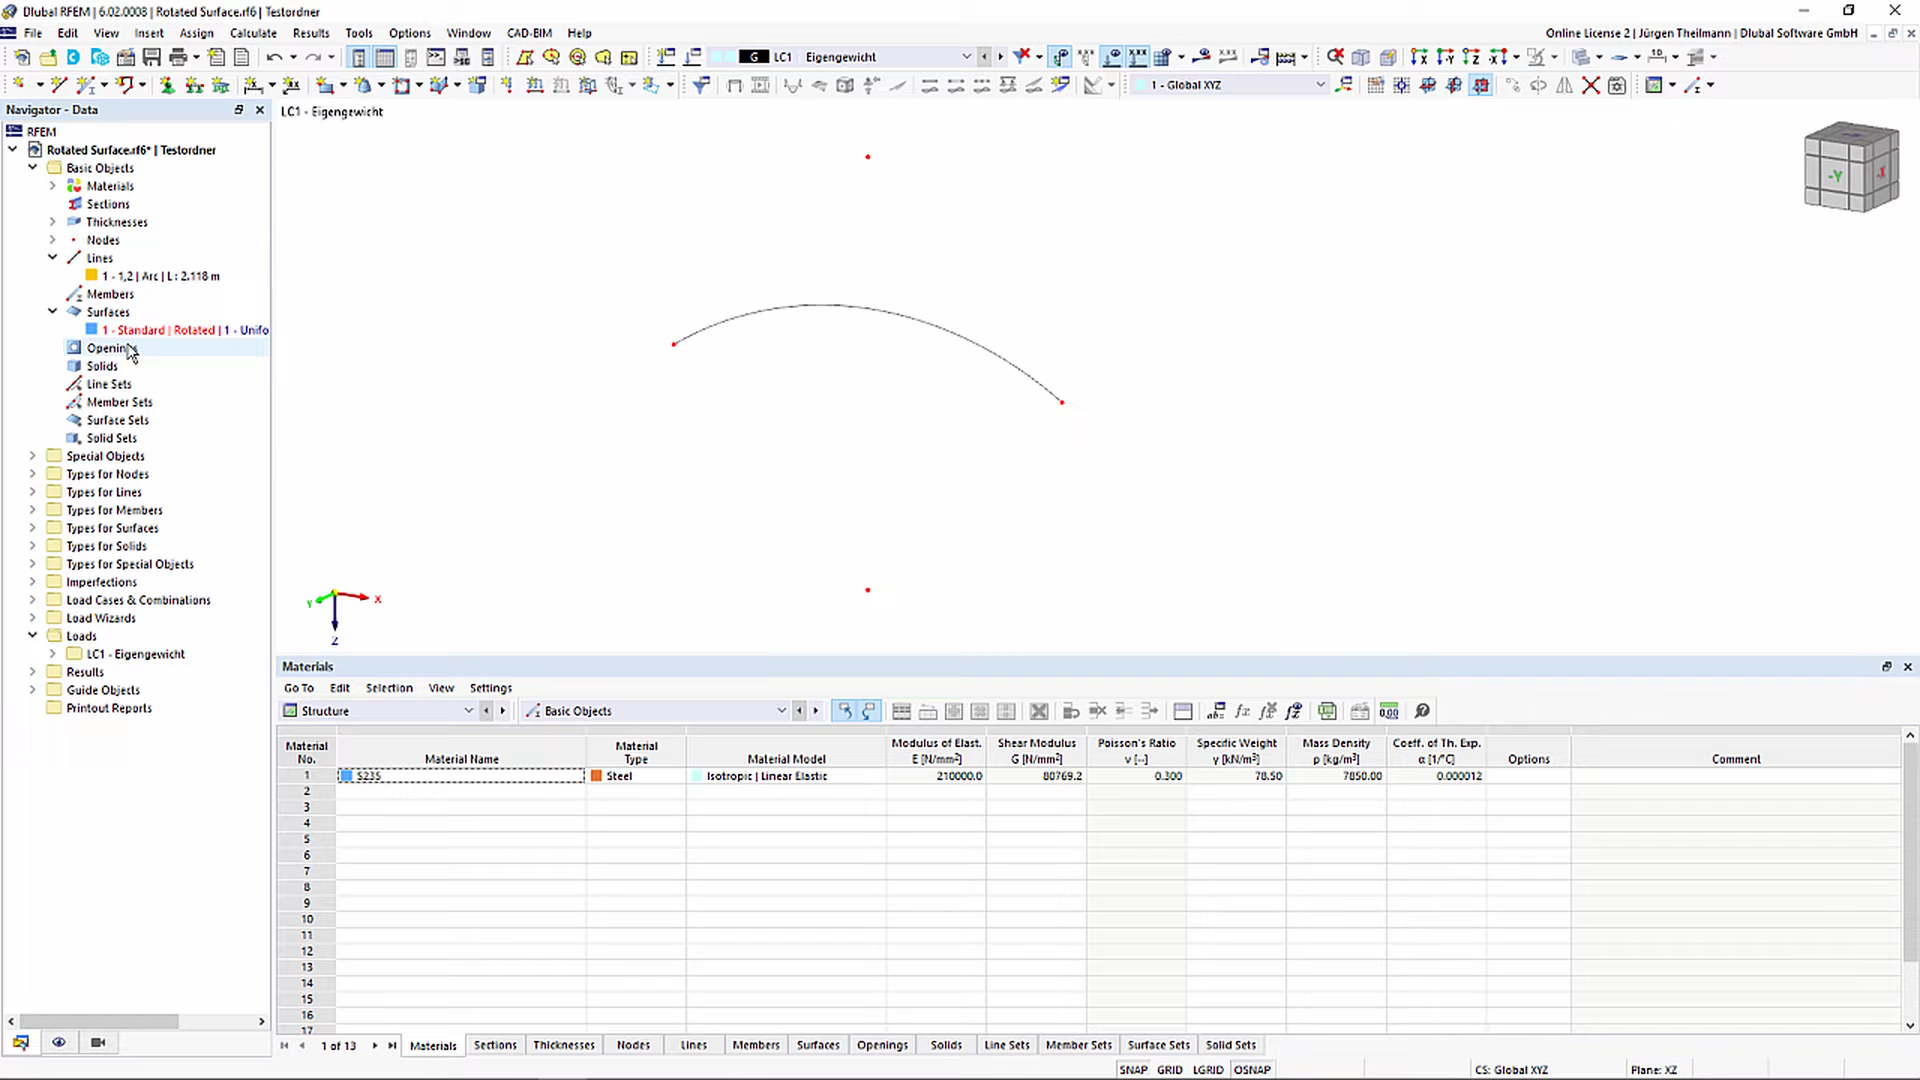 Dlubal RFEM | 6.02.0008 | Rotated Surface.rf6 | Testordner
File Edit View Insert Assign Calculate Results Tools Options Window CAD-BIM Help
Online License 2 | Jürgen Theilmann | Dlubal Software GmbH
G LC1 Eigengewicht
1 - Global XYZ
Navigator - Data
LC1 - Eigengewicht
RFEM
Rotated Surface.rf6* | Testordner
Basic Objects
Materials
Sections
Thicknesses
Nodes
Lines
1 - 1,2 | Arc | L : 2.118 m
Members
Surfaces
1 - Standard | Rotated | 1 - Unifo
Solids
Line Sets
Member Sets
Surface Sets
Solid Sets
Special Objects
Types for Nodes
Types for Lines
Types for Members
Types for Surfaces
Types for Solids
Types for Special Objects
Imperfections
Load Cases & Combinations
Load Wizards
Loads
LC1 - Eigengewicht
Results
Guide Objects
Printout Reports
-Y -X
Y X
Z
Materials
Go To Edit Selection View Settings
Structure Basic Objects
Material No. Material Name Material Type Material Model Modulus of Elast. E [N/mm²] Shear Modulus G [N/mm²] Poisson's Ratio ν [--] Specific Weight γ [kN/m³] Mass Density ρ [kg/m³] Coeff. of Th. Exp. α [1/°C] Options Comment
1 S235 Steel Isotropic | Linear Elastic 210000.0 80769.2 0.300 78.50 7850.00 0.000012
2
3
4
5
6
7
8
9
10
11
12
13
14
15
16
17
1 of 13 Materials Sections Thicknesses Nodes Lines Members Surfaces Openings Solids Line Sets Member Sets Surface Sets Solid Sets
SNAP GRID LGRID OSNAP CS: Global XYZ Plane: XZ